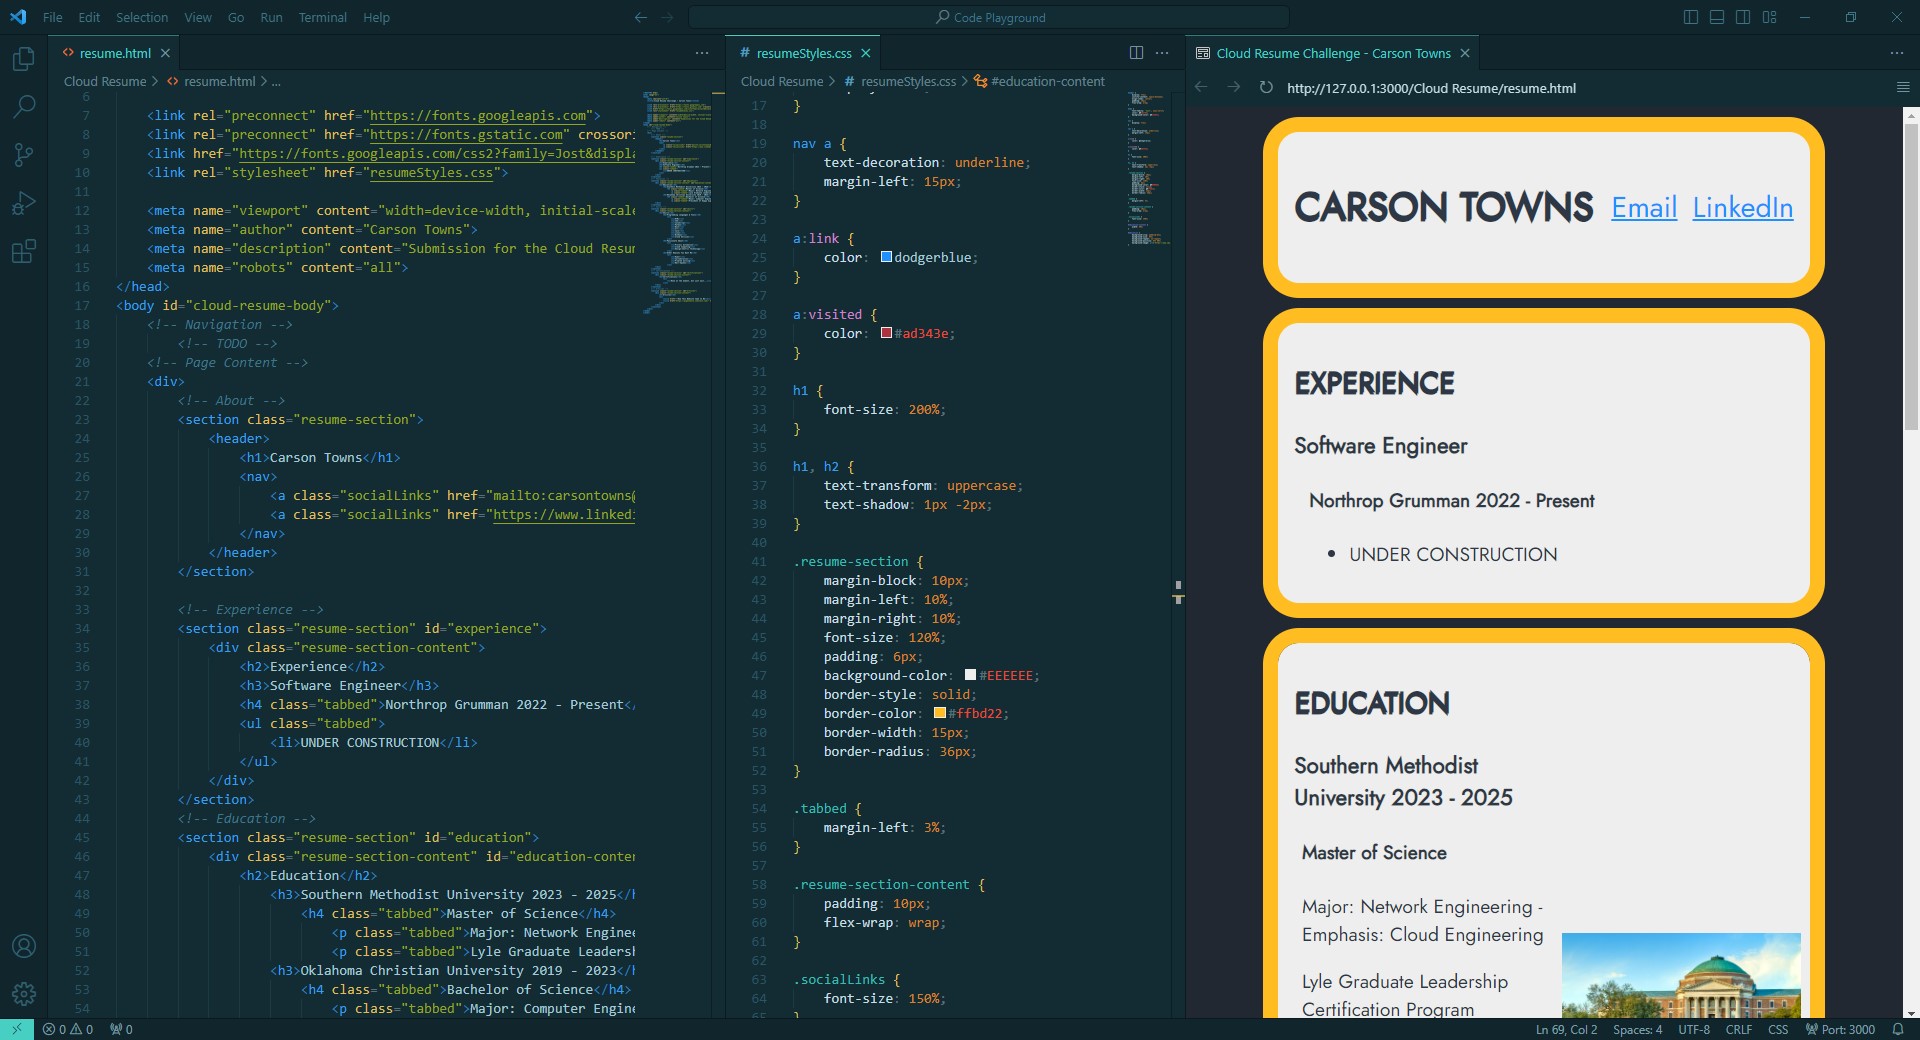 File Edit Selection View Go Run Terminal Help
Code Playground
resume.html
Cloud Resume > resume.html > ...
6
7 <link rel="preconnect" href="https://fonts.googleapis.com">
8 <link rel="preconnect" href="https://fonts.gstatic.com" crossori
9 <link href="https://fonts.googleapis.com/css2?family=Jost&displa
10 <link rel="stylesheet" href="resumeStyles.css">
11
12 <meta name="viewport" content="width=device-width, initial-scale
13 <meta name="author" content="Carson Towns">
14 <meta name="description" content="Submission for the Cloud Resum
15 <meta name="robots" content="all">
16 </head>
17 <body id="cloud-resume-body">
18 <!-- Navigation -->
19 <!-- TODO -->
20 <!-- Page Content -->
21 <div>
22 <!-- About -->
23 <section class="resume-section">
24 <header>
25 <h1>Carson Towns</h1>
26 <nav>
27 <a class="socialLinks" href="mailto:carsontowns@
28 <a class="socialLinks" href="https://www.linkedi
29 </nav>
30 </header>
31 </section>
32
33 <!-- Experience -->
34 <section class="resume-section" id="experience">
35 <div class="resume-section-content">
36 <h2>Experience</h2>
37 <h3>Software Engineer</h3>
38 <h4 class="tabbed">Northrop Grumman 2022 - Present</
39 <ul class="tabbed">
40 <li>UNDER CONSTRUCTION</li>
41 </ul>
42 </div>
43 </section>
44 <!-- Education -->
45 <section class="resume-section" id="education">
46 <div class="resume-section-content" id="education-conten
47 <h2>Education</h2>
48 <h3>Southern Methodist University 2023 - 2025</h
49 <h4 class="tabbed">Master of Science</h4>
50 <p class="tabbed">Major: Network Enginee
51 <p class="tabbed">Lyle Graduate Leadersh
52 <h3>Oklahoma Christian University 2019 - 2023</h
53 <h4 class="tabbed">Bachelor of Science</h4>
54 <p class="tabbed">Major: Computer Engine
# resumeStyles.css
Cloud Resume > # resumeStyles.css > #education-content
17 }
18
19 nav a {
20 text-decoration: underline;
21 margin-left: 15px;
22 }
23
24 a:link {
25 color: dodgerblue;
26 }
27
28 a:visited {
29 color: #ad343e;
30 }
31
32 h1 {
33 font-size: 200%;
34 }
35
36 h1, h2 {
37 text-transform: uppercase;
38 text-shadow: 1px -2px;
39 }
40
41 .resume-section {
42 margin-block: 10px;
43 margin-left: 10%;
44 margin-right: 10%;
45 font-size: 120%;
46 padding: 6px;
47 background-color: #EEEEEE;
48 border-style: solid;
49 border-color: #ffbd22;
50 border-width: 15px;
51 border-radius: 36px;
52 }
53
54 .tabbed {
55 margin-left: 3%;
56 }
57
58 .resume-section-content {
59 padding: 10px;
60 flex-wrap: wrap;
61 }
62
63 .socialLinks {
64 font-size: 150%;
65 }
Cloud Resume Challenge - Carson Towns
http://127.0.0.1:3000/Cloud Resume/resume.html
CARSON TOWNS Email LinkedIn
EXPERIENCE
Software Engineer
Northrop Grumman 2022 - Present
• UNDER CONSTRUCTION
EDUCATION
Southern Methodist
University 2023 - 2025
Master of Science
Major: Network Engineering -
Emphasis: Cloud Engineering
Lyle Graduate Leadership
Certification Program
0 0 0
Ln 69, Col 2 Spaces: 4 UTF-8 CRLF CSS Port: 3000